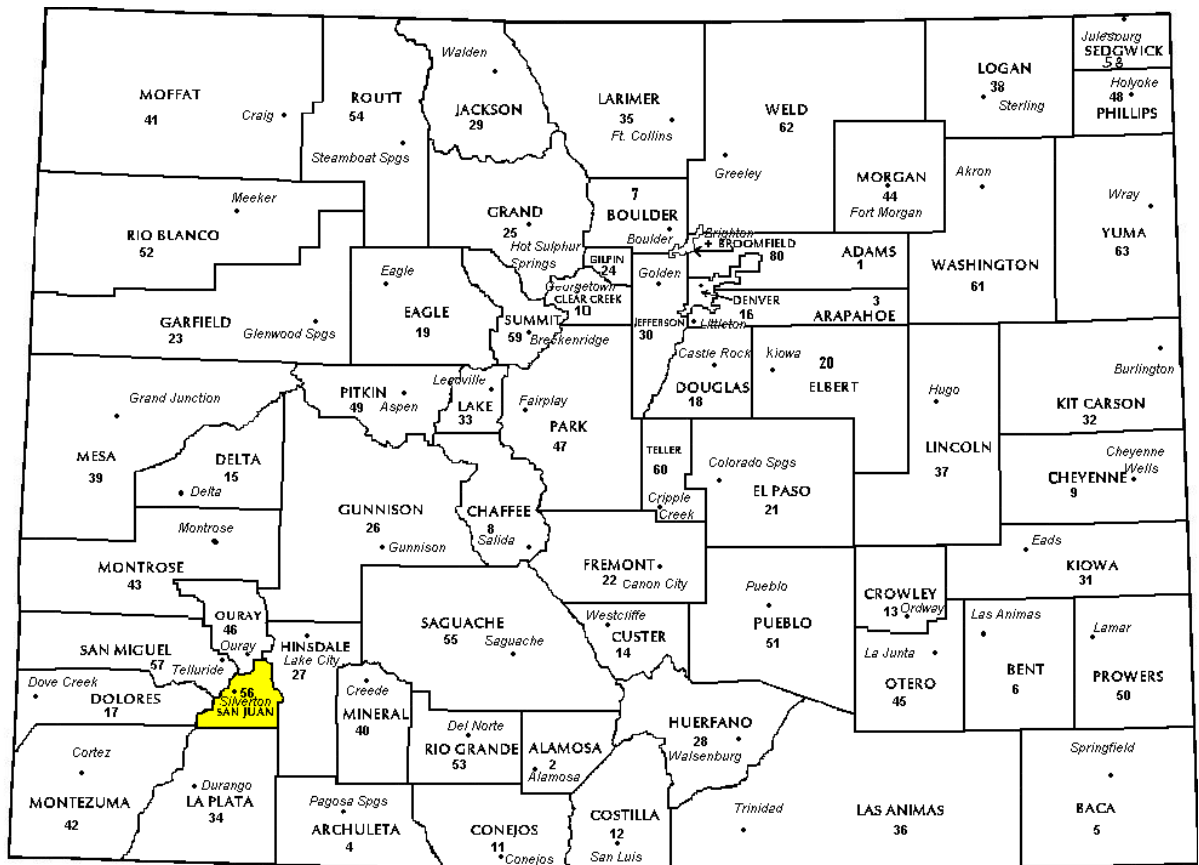 Julesburg
SEDGWICK
58
Walden
JACKSON
29
MOFFAT
41
Craig
ROUTT
54
Steamboat Spgs
LARIMER
35
Ft. Collins
WELD
62
Greeley
LOGAN
38
Sterling
Holyoke
48
PHILLIPS
MORGAN
44
Fort Morgan
Akron
WASHINGTON
61
Wray
YUMA
63
Meeker
RIO BLANCO
52
GRAND
25
Hot Sulphur
Springs
7
BOULDER
Boulder
Brighton
+ BROOMFIELD
80
ADAMS
1
GILPIN
24
Golden
JEFFERSON
30
Georgetown
CLEAR CREEK
10
DENVER
16
3
ARAPAHOE
Littleton
Eagle
EAGLE
19
SUMMIT
59
Breckenridge
GARFIELD
23
Glenwood Spgs
Castle Rock
DOUGLAS
18
kiowa
20
ELBERT
Hugo
LINCOLN
37
Burlington
KIT CARSON
32
Grand Junction
MESA
39
PITKIN
49
Aspen
Leedville
LAKE
33
Fairplay
PARK
47
DELTA
15
Delta
TELLER
60
Cripple
Creek
Colorado Spgs
EL PASO
21
Cheyenne
Wells
CHEYENNE
9
GUNNISON
26
Gunnison
CHAFFEE
8
Salida
Montrose
MONTROSE
43
FREMONT
22
Canon City
Pueblo
PUEBLO
51
CROWLEY
13
Ordway
Eads
KIOWA
31
OURAY
46
Ouray
SAN MIGUEL
57
Telluride
HINSDALE
Lake City
27
SAGUACHE
55
Saguache
Westcliffe
CUSTER
14
La Junta
OTERO
45
Las Animas
BENT
6
Lamar
PROWERS
50
Dove Creek
DOLORES
17
56
Silverton
SAN JUAN
Creede
MINERAL
40
Del Norte
RIO GRANDE
53
ALAMOSA
2
Alamosa
HUERFANO
28
Walsenburg
Cortez
MONTEZUMA
42
Durango
LA PLATA
34
Pagosa Spgs
ARCHULETA
4
CONEJOS
11
Conejos
COSTILLA
12
San Luis
Trinidad
LAS ANIMAS
36
Springfield
BACA
5